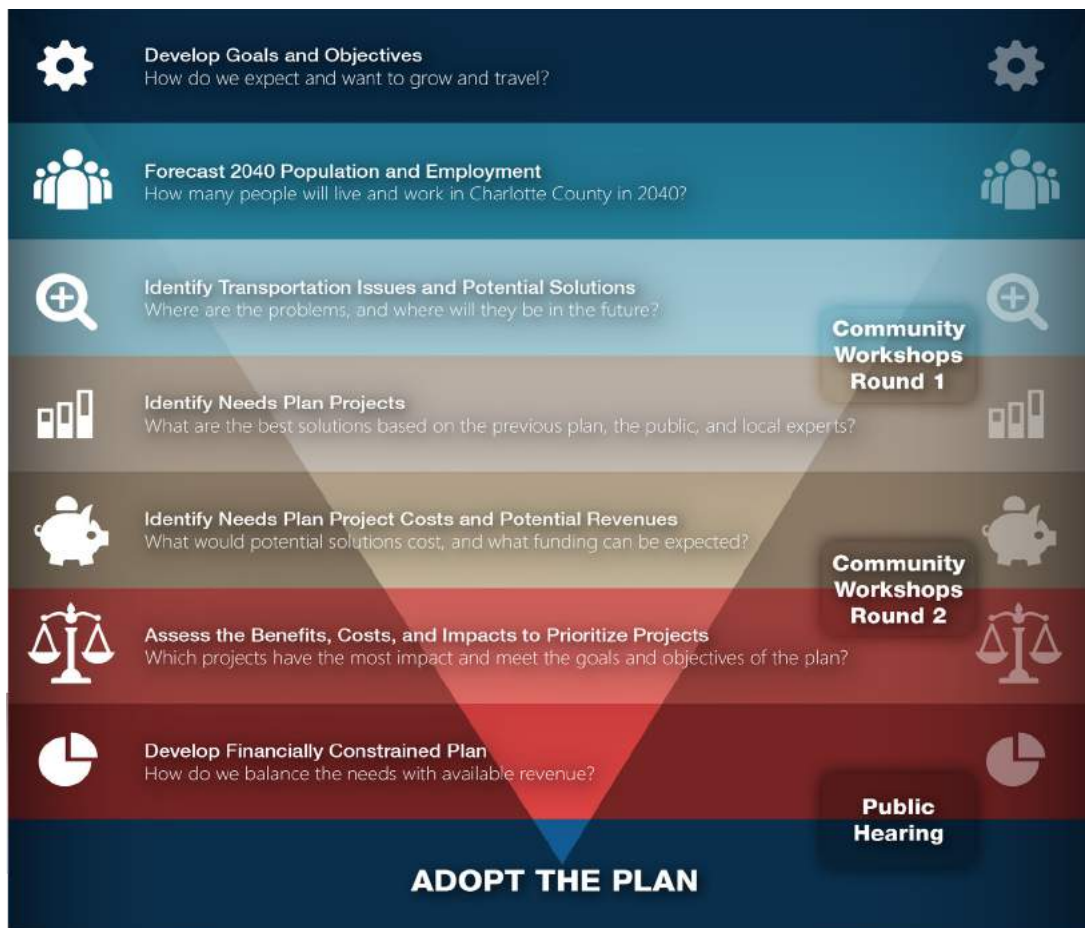 Develop Goals and Objectives
How do we expect and want to grow and travel?
Forecast 2040 Population and Employment
How many people will live and work in Charlotte County in 2040?
Identify Transportation Issues and Potential Solutions
Where are the problems, and where will they be in the future?
Community
Workshops
Round 1
Identify Needs Plan Projects
What are the best solutions based on the previous plan, the public, and local experts?
Identify Needs Plan Project Costs and Potential Revenues
What would potential solutions cost, and what funding can be expected?
Community
Workshops
Round 2
Assess the Benefits, Costs, and Impacts to Prioritize Projects
Which projects have the most impact and meet the goals and objectives of the plan?
Develop Financially Constrained Plan
How do we balance the needs with available revenue?
Public
Hearing
ADOPT THE PLAN